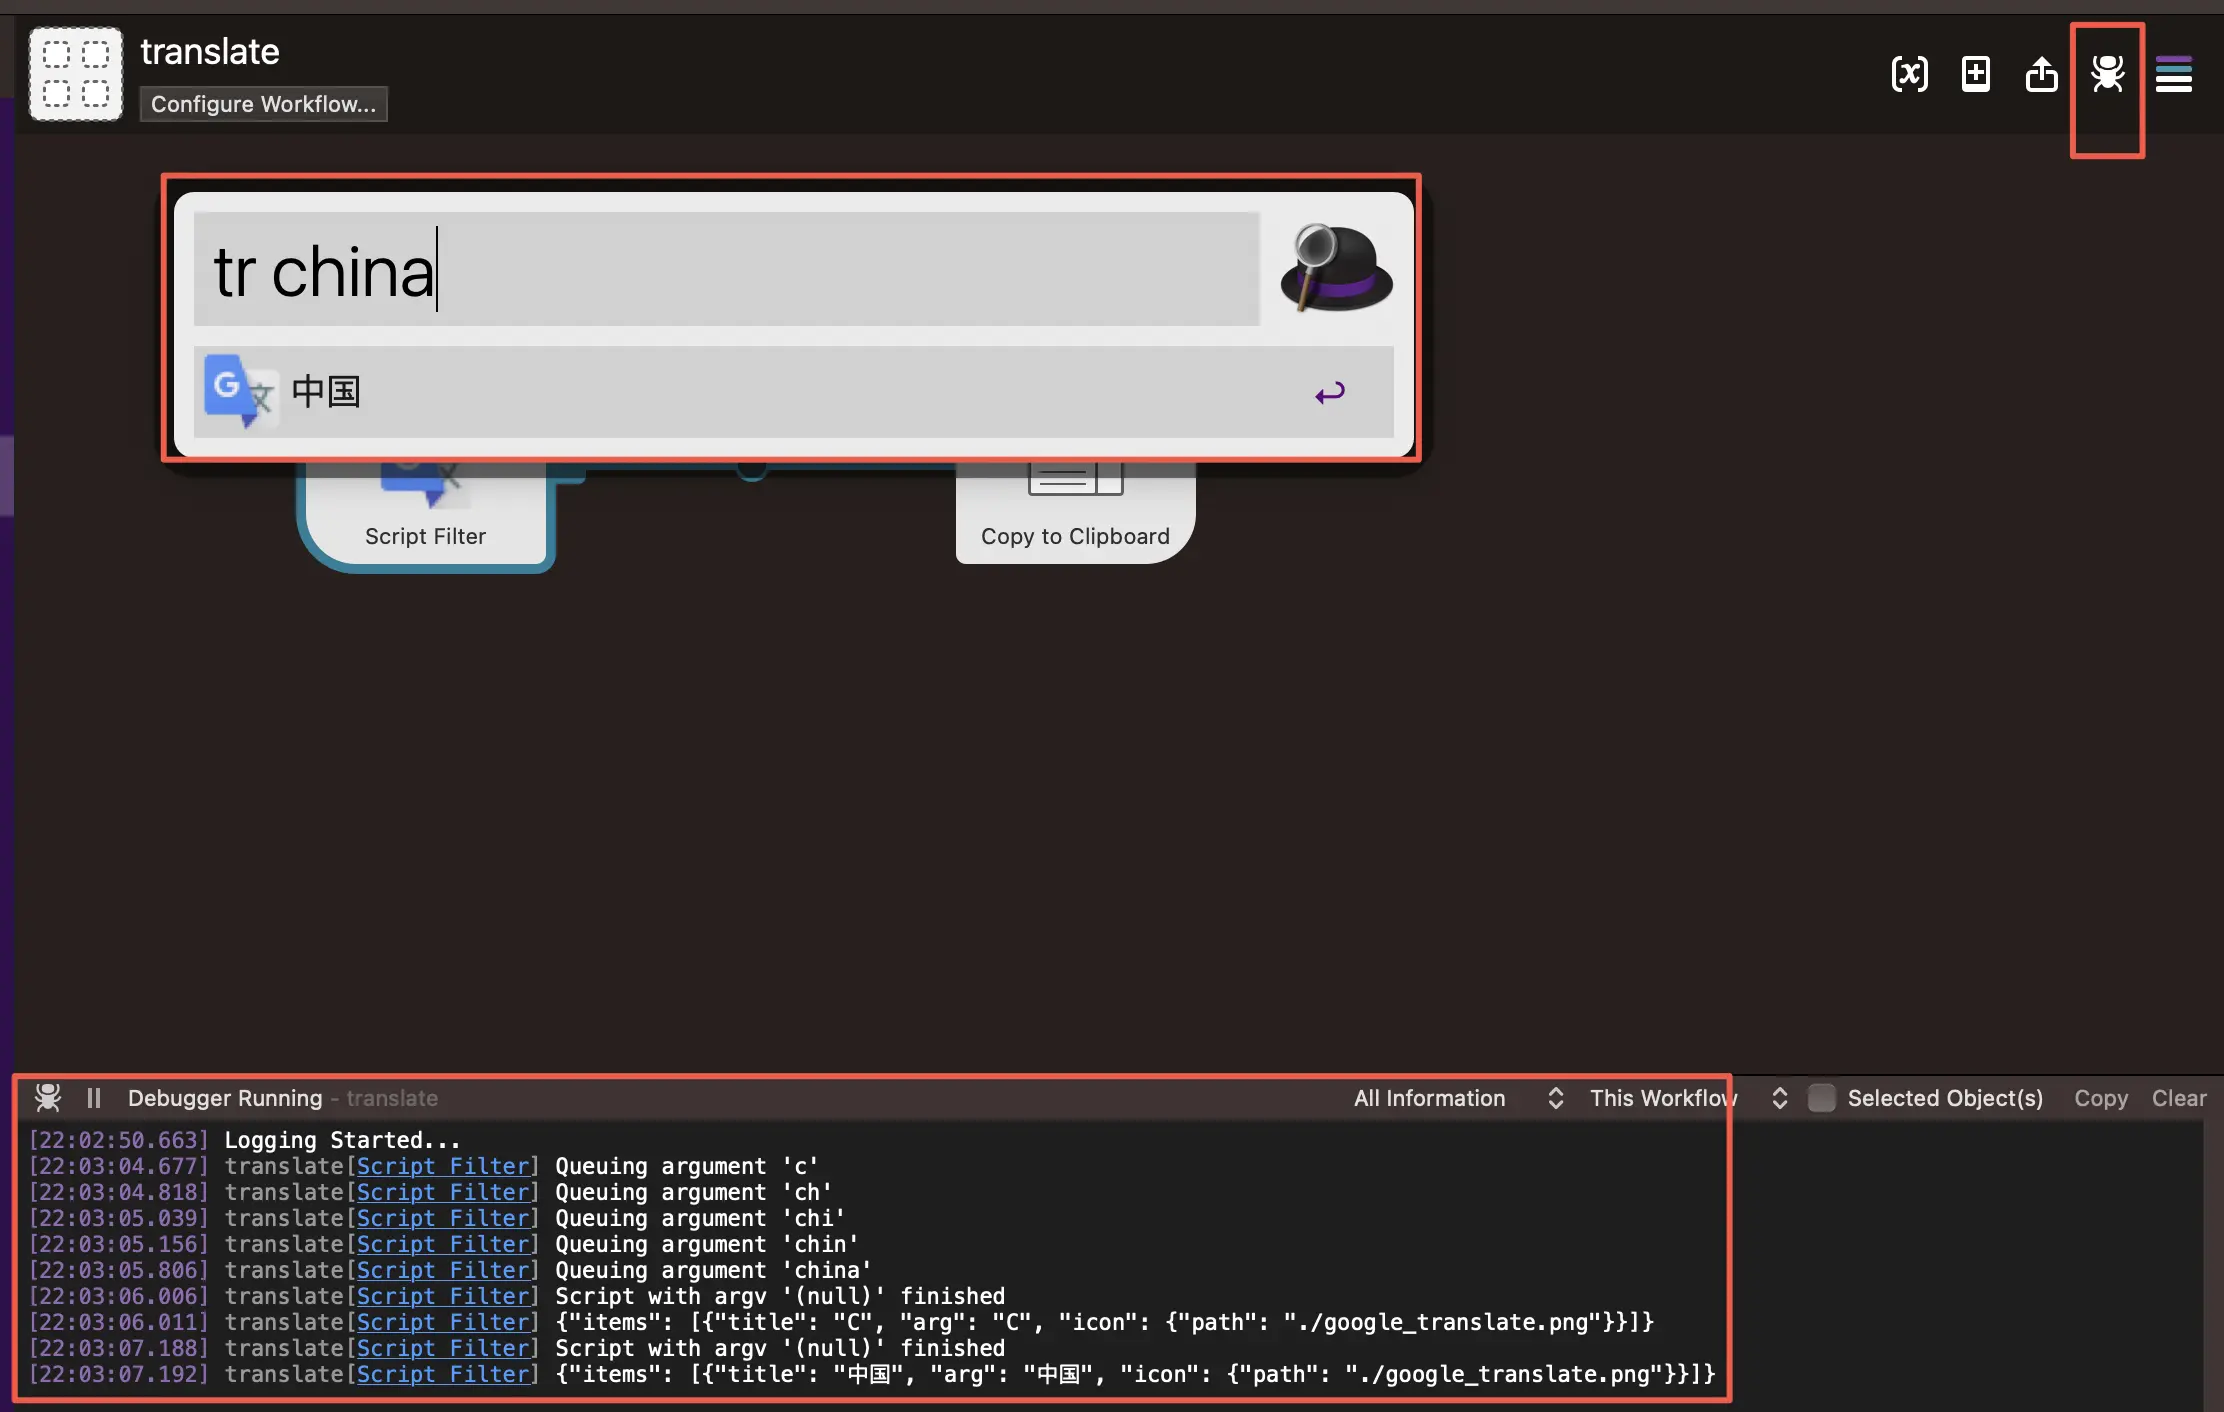 translate
Configure Workflow...
tr china
中国
Script Filter
Copy to Clipboard
Debugger Running - translate
All Information
This Workflow
Selected Object(s)
Copy
Clear
[22:02:50.663] Logging Started...
[22:03:04.677] translate[Script Filter] Queuing argument 'c'
[22:03:04.818] translate[Script Filter] Queuing argument 'ch'
[22:03:05.039] translate[Script Filter] Queuing argument 'chi'
[22:03:05.156] translate[Script Filter] Queuing argument 'chin'
[22:03:05.806] translate[Script Filter] Queuing argument 'china'
[22:03:06.006] translate[Script Filter] Script with argv '(null)' finished
[22:03:06.011] translate[Script Filter] {"items": [{"title": "C", "arg": "C", "icon": {"path": "./google_translate.png"}}]}
[22:03:07.188] translate[Script Filter] Script with argv '(null)' finished
[22:03:07.192] translate[Script Filter] {"items": [{"title": "中国", "arg": "中国", "icon": {"path": "./google_translate.png"}}]}